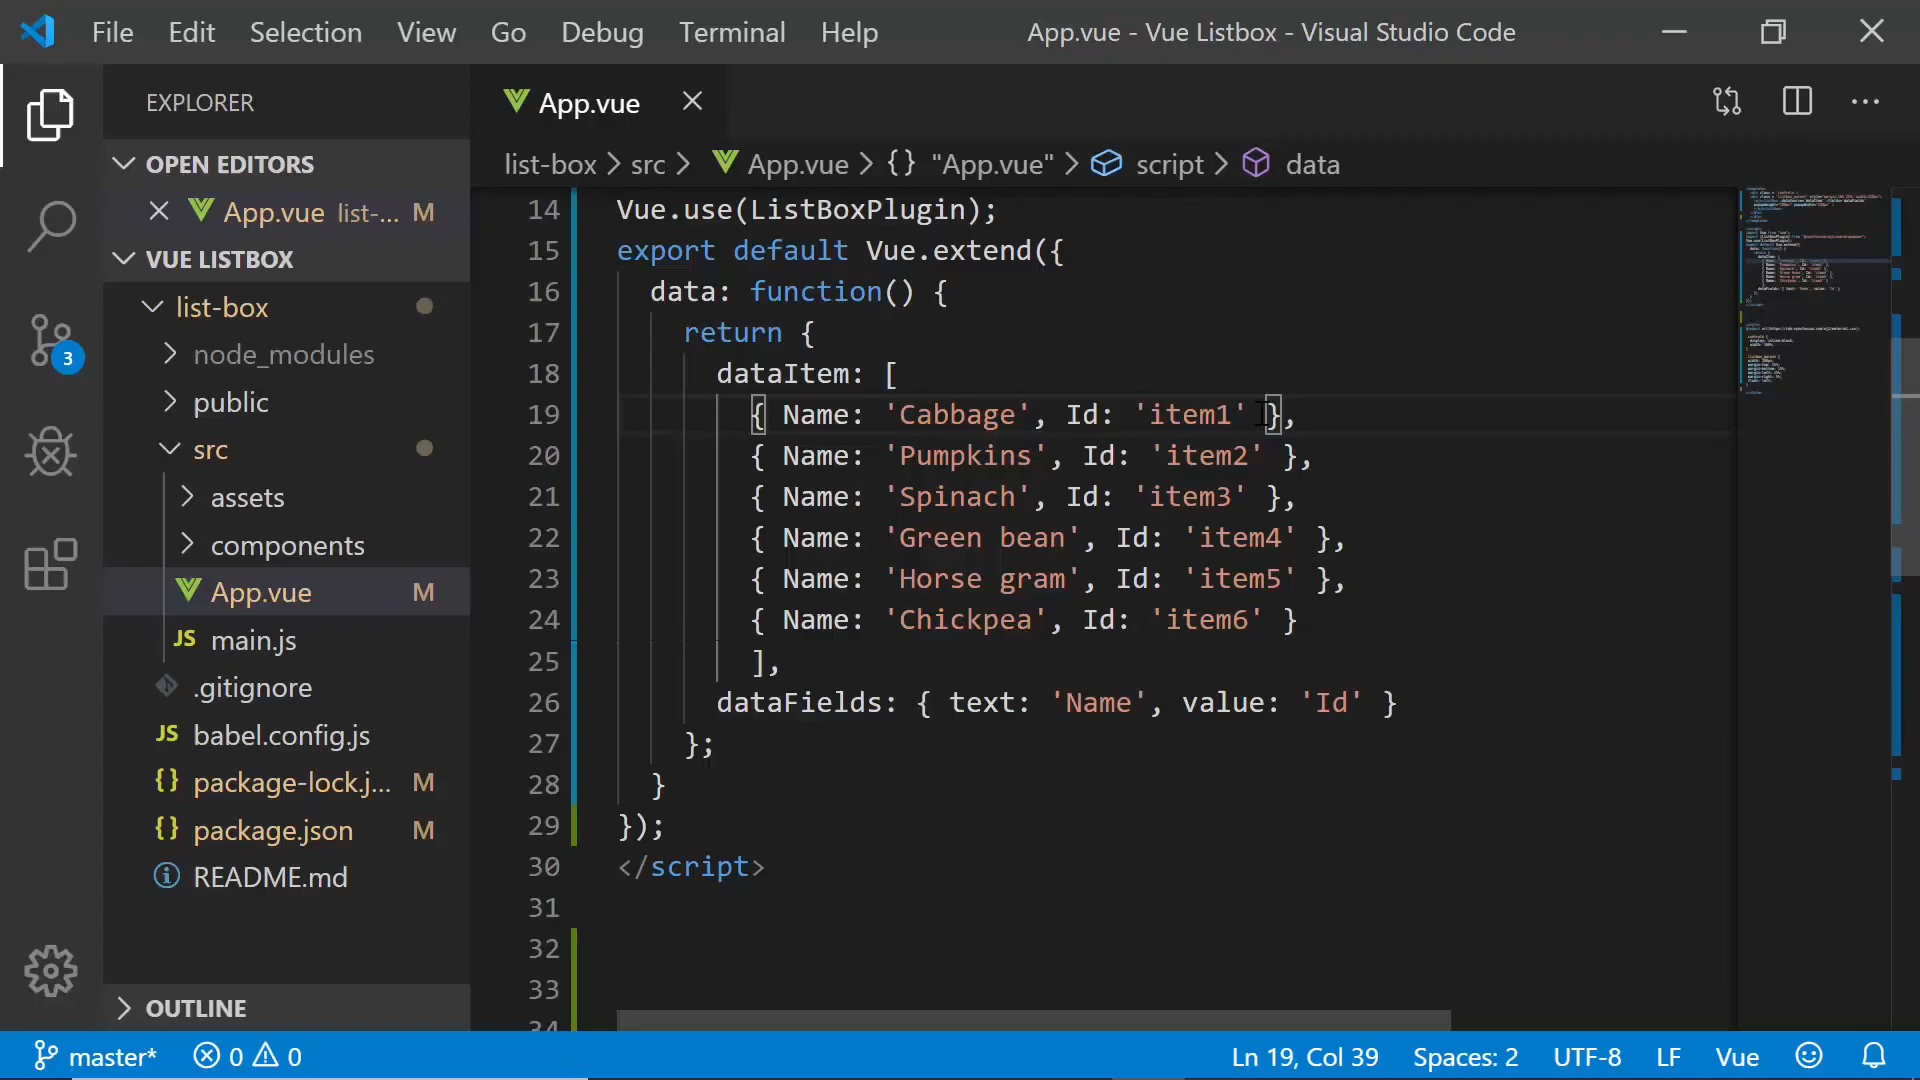 File Edit Selection View Go Debug Terminal Help
App.vue - Vue Listbox - Visual Studio Code
EXPLORER
OPEN EDITORS
App.vue list-... M
VUE LISTBOX
list-box
node_modules
public
src
assets
components
App.vue M
main.js
.gitignore
babel.config.js
package-lock.j... M
package.json M
README.md
OUTLINE
3
App.vue
list-box > src > App.vue > {} "App.vue" > script > data
14 Vue.use(ListBoxPlugin);
15 export default Vue.extend({
16 data: function() {
17 return {
18 dataItem: [
19 { Name: 'Cabbage', Id: 'item1' },
20 { Name: 'Pumpkins', Id: 'item2' },
21 { Name: 'Spinach', Id: 'item3' },
22 { Name: 'Green bean', Id: 'item4' },
23 { Name: 'Horse gram', Id: 'item5' },
24 { Name: 'Chickpea', Id: 'item6' }
25 ],
26 dataFields: { text: 'Name', value: 'Id' }
27 };
28 }
29 });
30 </script>
31
32
33
34
master* 0 0
Ln 19, Col 39 Spaces: 2 UTF-8 LF Vue